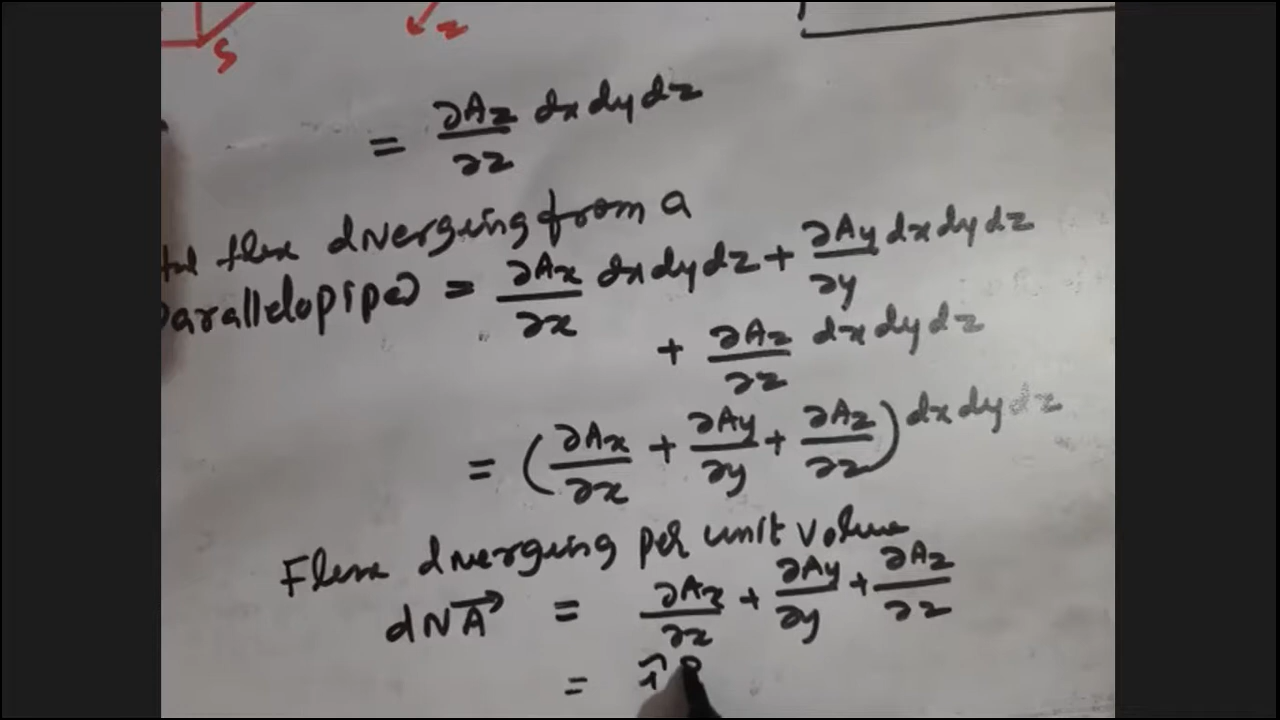 S
z
= ∂Az/∂z dx dy dz
tal flux diverging from a
parallelopiped = ∂Ax/∂x dx dy dz + ∂Ay/∂y dx dy dz
+ ∂Az/∂z dx dy dz
= (∂Ax/∂x + ∂Ay/∂y + ∂Az/∂z) dx dy dz
Flux diverging per unit volume
div A⃗ = ∂Ax/∂x + ∂Ay/∂y + ∂Az/∂z
= î